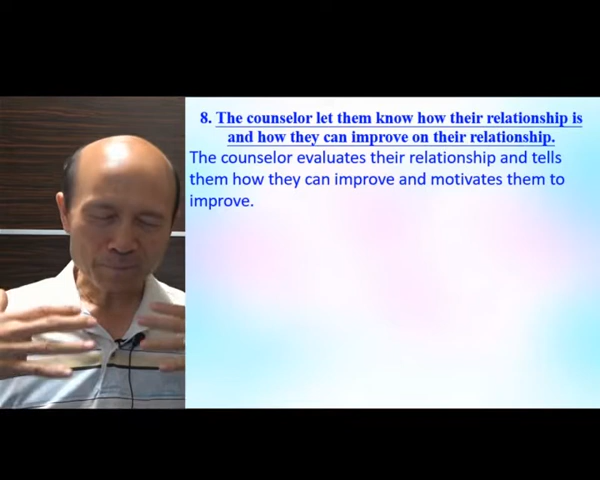 8. The counselor let them know how their relationship is
and how they can improve on their relationship.
The counselor evaluates their relationship and tells
them how they can improve and motivates them to
improve.